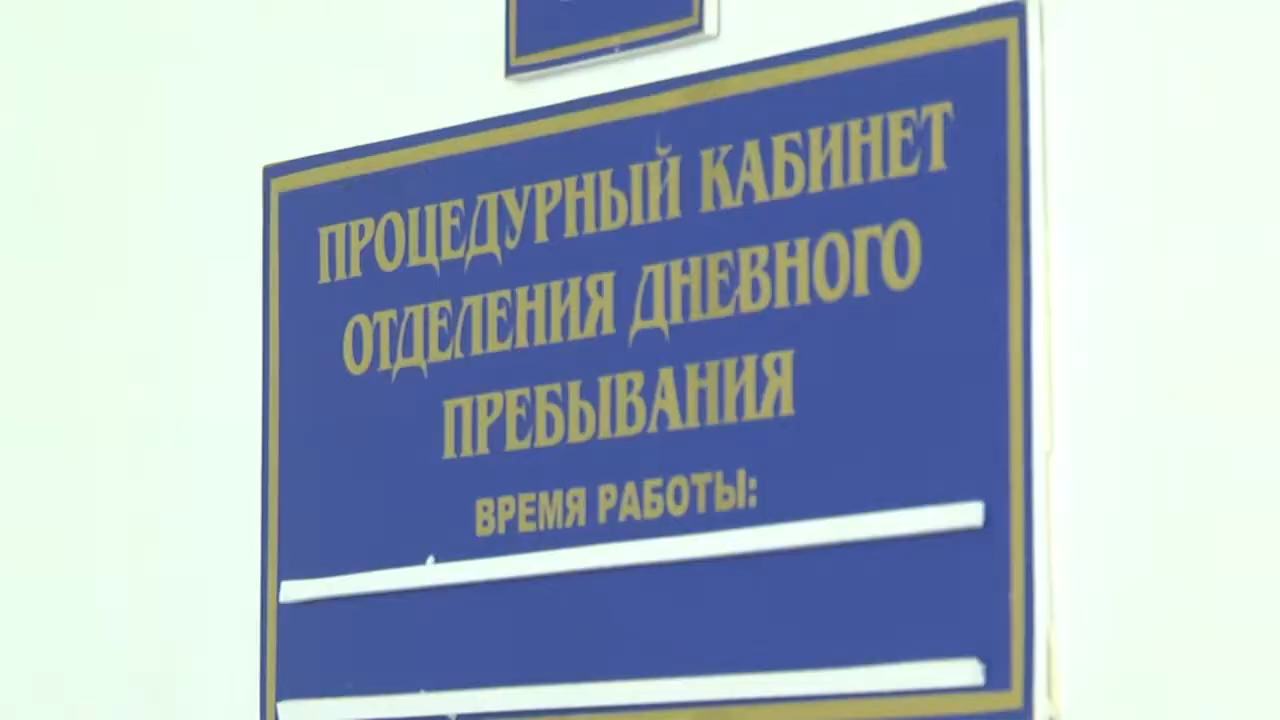 ПРОЦЕДУРНЫЙ КАБИНЕТ
ОТДЕЛЕНИЯ ДНЕВНОГО
ПРЕБЫВАНИЯ
ВРЕМЯ РАБОТЫ: